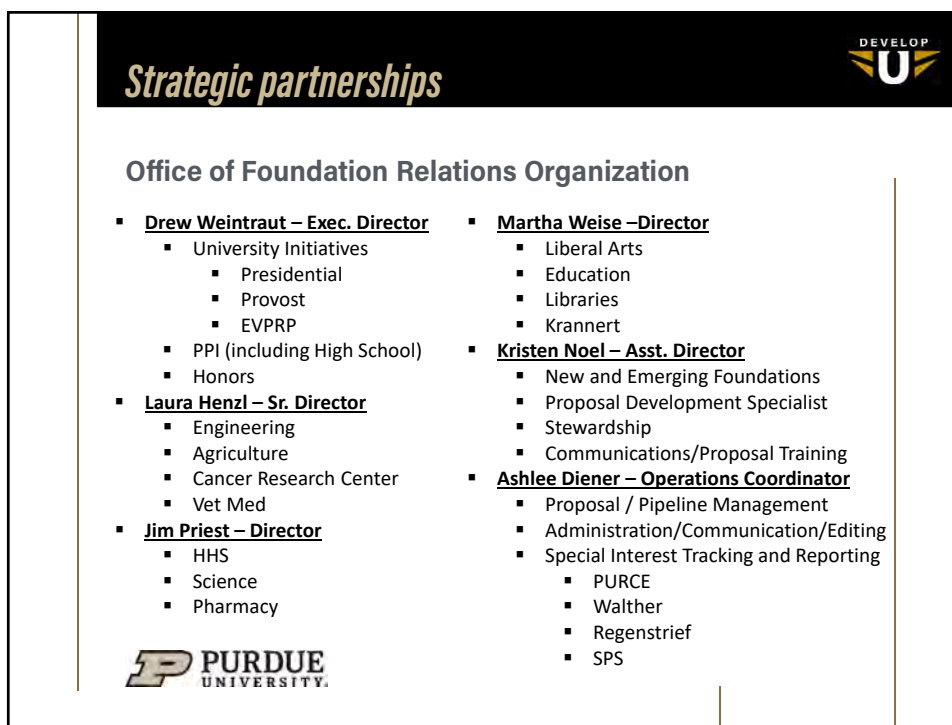 DEVELOP
U
Strategic partnerships
Office of Foundation Relations Organization
▪ Drew Weintraut – Exec. Director
▪ University Initiatives
▪ Presidential
▪ Provost
▪ EVPRP
▪ PPI (including High School)
▪ Honors
▪ Laura Henzl – Sr. Director
▪ Engineering
▪ Agriculture
▪ Cancer Research Center
▪ Vet Med
▪ Jim Priest – Director
▪ HHS
▪ Science
▪ Pharmacy
▪ Martha Weise –Director
▪ Liberal Arts
▪ Education
▪ Libraries
▪ Krannert
▪ Kristen Noel – Asst. Director
▪ New and Emerging Foundations
▪ Proposal Development Specialist
▪ Stewardship
▪ Communications/Proposal Training
▪ Ashlee Diener – Operations Coordinator
▪ Proposal / Pipeline Management
▪ Administration/Communication/Editing
▪ Special Interest Tracking and Reporting
▪ PURCE
▪ Walther
▪ Regenstrief
▪ SPS
P PURDUE
UNIVERSITY.